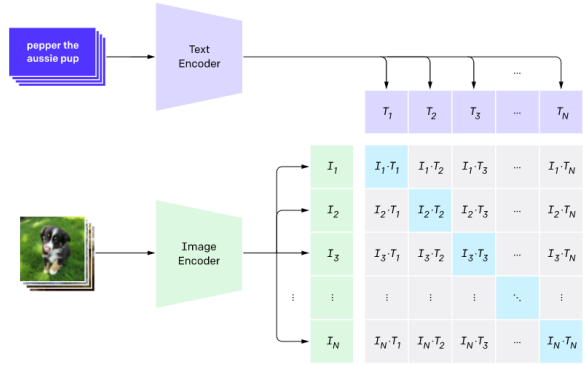 pepper the
aussie pup
Text
Encoder
...
T1 T2 T3 ... TN
I1 I1·T1 I1·T2 I1·T3 ... I1·TN
I2 I2·T1 I2·T2 I2·T3 ... I2·TN
Image
Encoder
I3 I3·T1 I3·T2 I3·T3 ... I3·TN
⋮ ⋮ ⋮ ⋮ ⋮ ⋱ ⋮
IN IN·T1 IN·T2 IN·T3 ... IN·TN